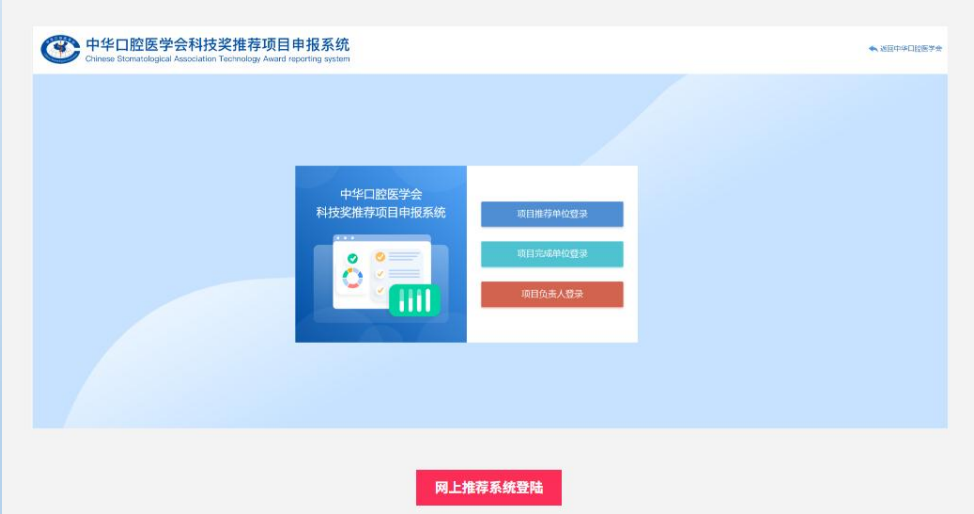 中华口腔医学会科技奖推荐项目申报系统
Chinese Stomatological Association Technology Award reporting system
返回中华口腔医学会
中华口腔医学会
科技奖推荐项目申报系统
项目推荐单位登录
项目完成单位登录
项目负责人登录
网上推荐系统登陆